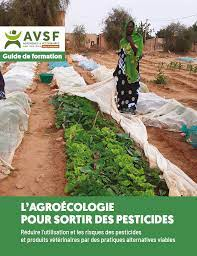 AVSF
Guide de formation
L'AGROÉCOLOGIE
POUR SORTIR DES PESTICIDES
Réduire l'utilisation et les risques des pesticides
et produits vétérinaires par des pratiques alternatives viables